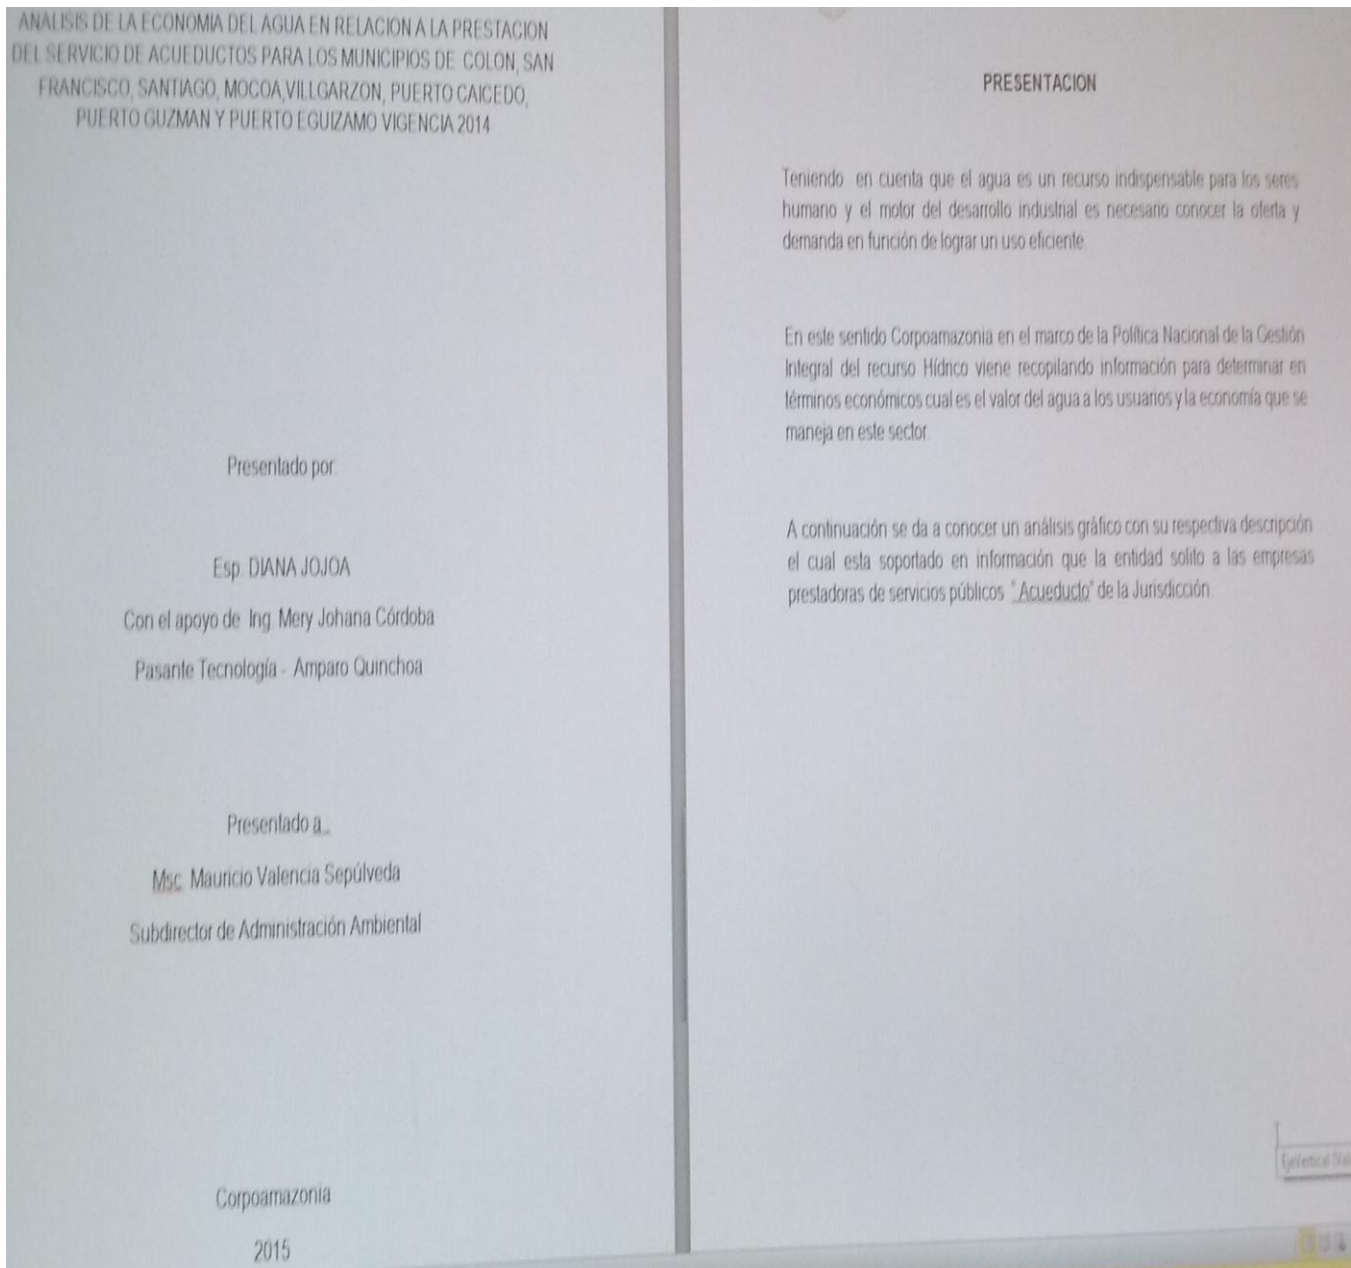 ANALISIS DE LA ECONOMIA DEL AGUA EN RELACION A LA PRESTACION
DEL SERVICIO DE ACUEDUCTOS PARA LOS MUNICIPIOS DE COLON, SAN
FRANCISCO, SANTIAGO, MOCOA,VILLGARZON, PUERTO CAICEDO,
PUERTO GUZMAN Y PUERTO EGUIZAMO VIGENCIA 2014
Presentado por:
Esp. DIANA JOJOA
Con el apoyo de Ing. Mery Johana Córdoba
Pasante Tecnología - Amparo Quinchoa
Presentado a:
Msc. Mauricio Valencia Sepúlveda
Subdirector de Administración Ambiental
Corpoamazonia
2015
PRESENTACION
Teniendo en cuenta que el agua es un recurso indispensable para los seres
humano y el motor del desarrollo industrial es necesario conocer la oferta y
demanda en función de lograr un uso eficiente.
En este sentido Corpoamazonia en el marco de la Política Nacional de la Gestión
Integral del recurso Hídrico viene recopilando información para determinar en
términos económicos cual es el valor del agua a los usuarios y la economía que se
maneja en este sector.
A continuación se da a conocer un análisis gráfico con su respectiva descripción
el cual esta soportado en información que la entidad solito a las empresas
prestadoras de servicios públicos " Acueducto" de la Jurisdicción.